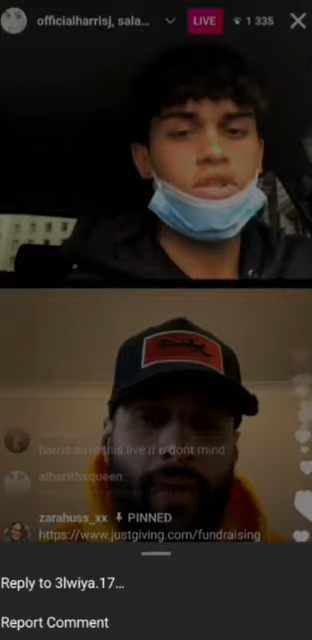 officialharrisj, sala...
LIVE
1 335
harris save this live if u dont mind
alharithsqueen
zarahuss_xx PINNED
https://www.justgiving.com/fundraising
Reply to 3lwiya.17...
Report Comment